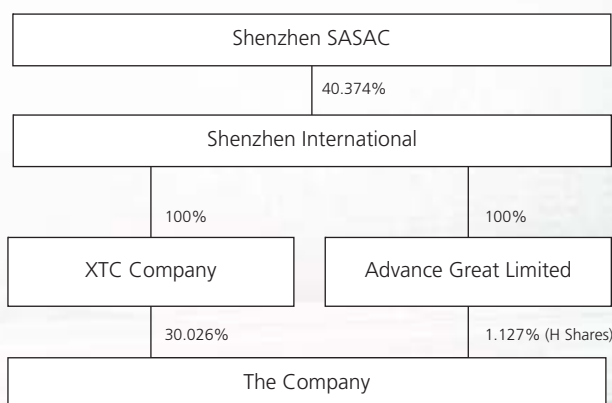 Shenzhen SASAC
40.374%
Shenzhen International
100% 100%
XTC Company Advance Great Limited
30.026% 1.127% (H Shares)
The Company